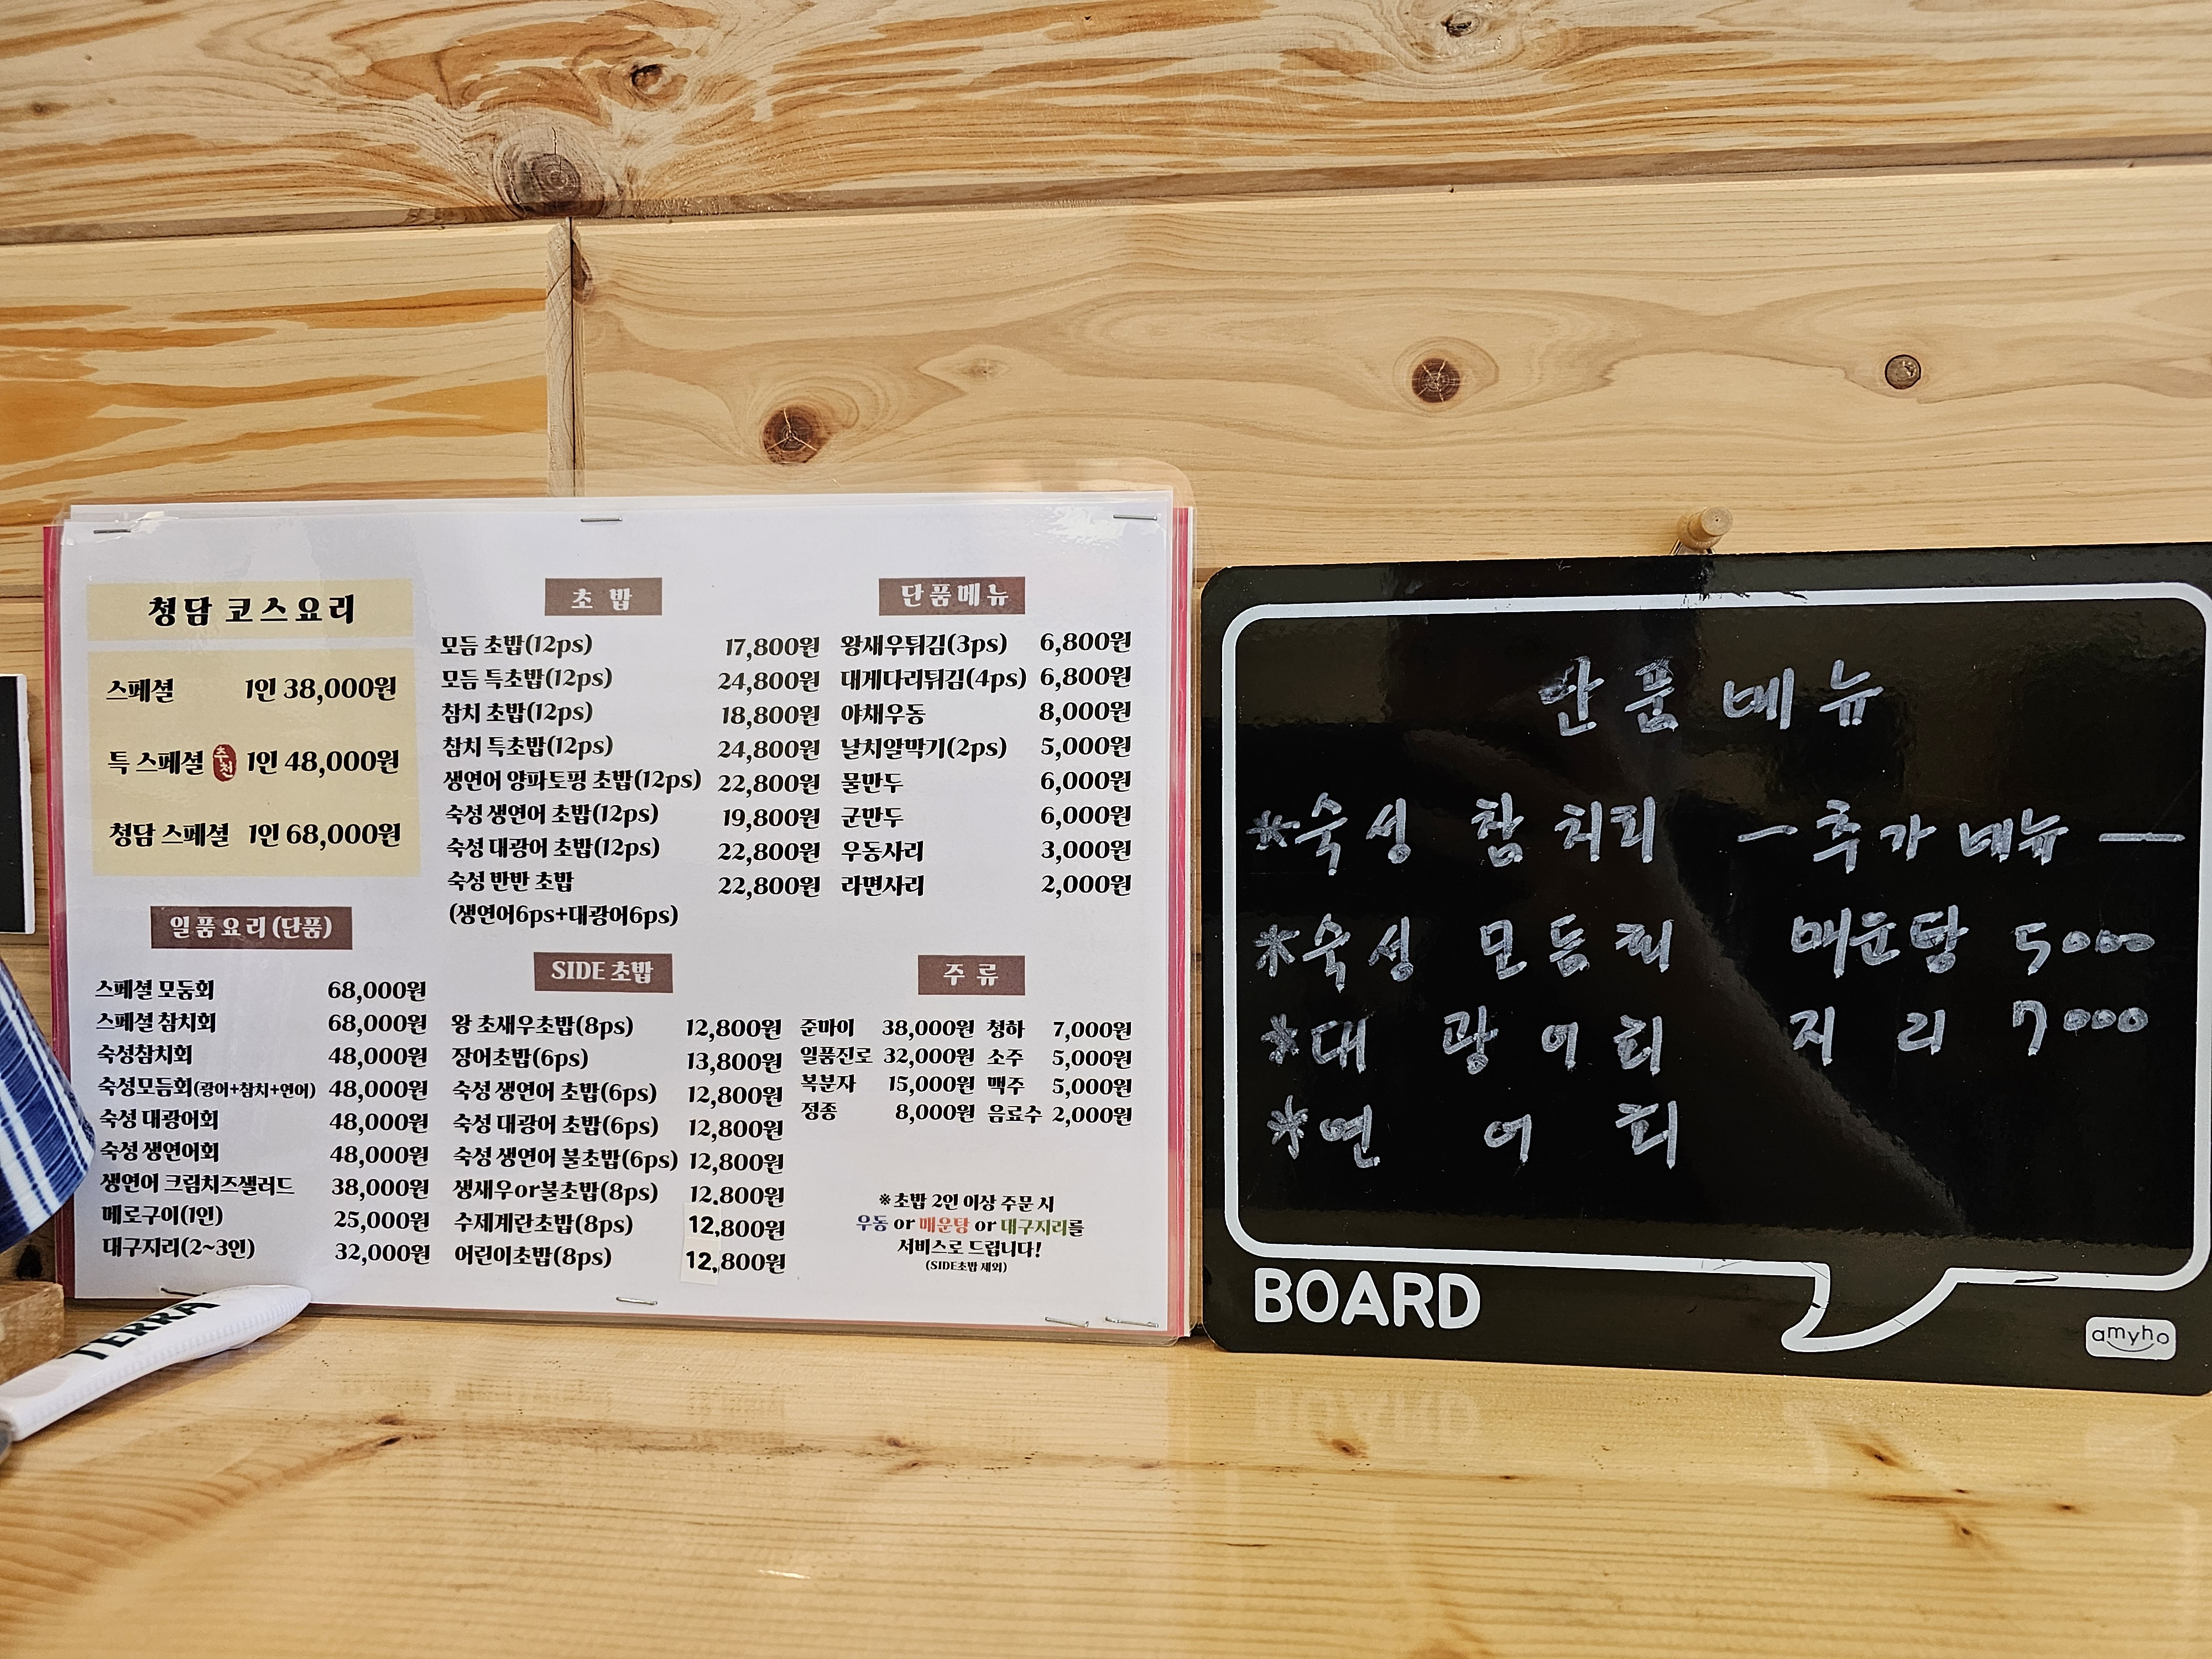 청담 코스요리
스페셜 1인 38,000원
특 스페셜 추천 1인 48,000원
청담 스페셜 1인 68,000원
일품요리(단품)
스페셜 모둠회 68,000원
스페셜 참치회 68,000원
숙성참치회 48,000원
숙성모듬회(광어+참치+연어) 48,000원
숙성 대광어회 48,000원
숙성 생연어회 48,000원
생연어 크림치즈샐러드 38,000원
메로구이(1인) 25,000원
대구지리(2~3인) 32,000원
초 밥
모듬 초밥(12ps) 17,800원
모듬 특초밥(12ps) 24,800원
참치 초밥(12ps) 18,800원
참치 특초밥(12ps) 24,800원
생연어 양파토핑 초밥(12ps) 22,800원
숙성 생연어 초밥(12ps) 19,800원
숙성 대광어 초밥(12ps) 22,800원
숙성 반반 초밥 22,800원
(생연어6ps+대광어6ps)
SIDE 초밥
왕 초새우초밥(8ps) 12,800원
장어초밥(6ps) 13,800원
숙성 생연어 초밥(6ps) 12,800원
숙성 대광어 초밥(6ps) 12,800원
숙성 생연어 불초밥(6ps) 12,800원
생새우or불초밥(8ps) 12,800원
수제계란초밥(8ps) 12,800원
어린이초밥(8ps) 12,800원
단품메뉴
왕새우튀김(3ps) 6,800원
대게다리튀김(4ps) 6,800원
야채우동 8,000원
날치알막기(2ps) 5,000원
물만두 6,000원
군만두 6,000원
우동사리 3,000원
라면사리 2,000원
주 류
준마이 38,000원 청하 7,000원
일품진로 32,000원 소주 5,000원
복분자 15,000원 맥주 5,000원
정종 8,000원 음료수 2,000원
※초밥 2인 이상 주문 시
우동 or 매운탕 or 대구지리를
서비스로 드립니다!
(SIDE초밥 제외)
TERRA
단품메뉴
*숙성 참치회
*숙성 모듬회
*대 광 어 회
*연 어 회
- 추가메뉴 -
매운탕 5000
지 리 7000
BOARD
amyho